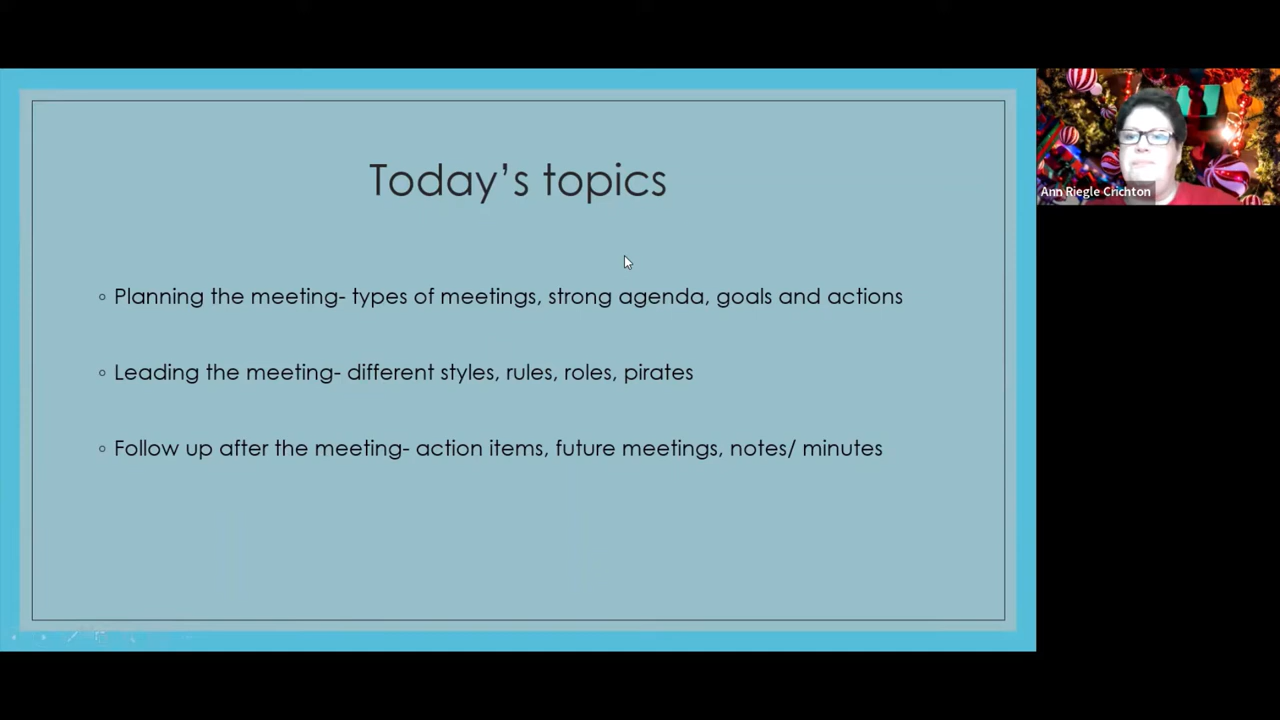 Today's topics
Planning the meeting- types of meetings, strong agenda, goals and actions
Leading the meeting- different styles, rules, roles, pirates
Follow up after the meeting- action items, future meetings, notes/ minutes
Ann Riegle Crichton